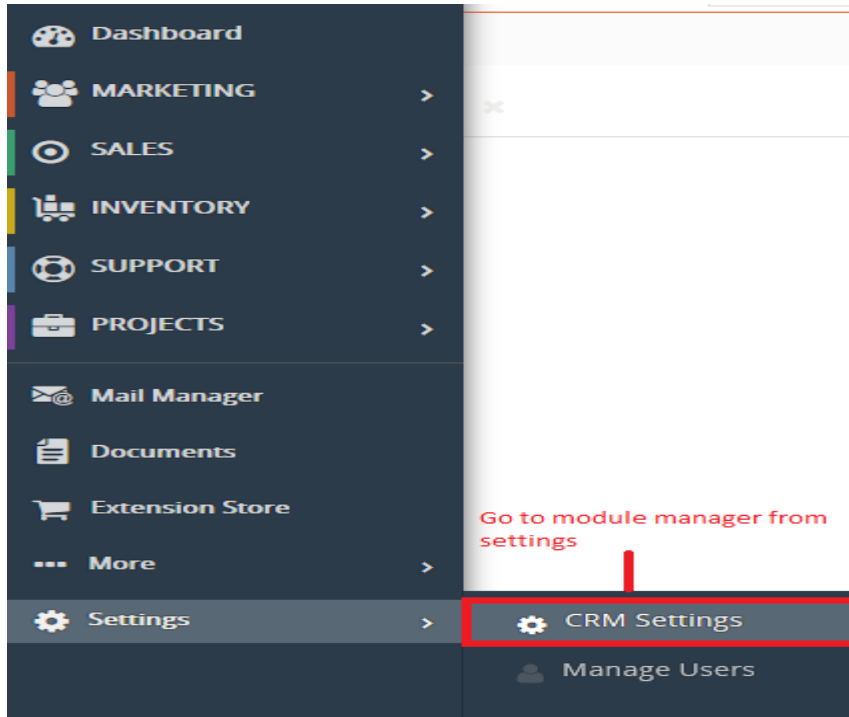 Dashboard
MARKETING
SALES
INVENTORY
SUPPORT
PROJECTS
Mail Manager
Documents
Extension Store
More
Settings
Go to module manager from
settings
CRM Settings
Manage Users